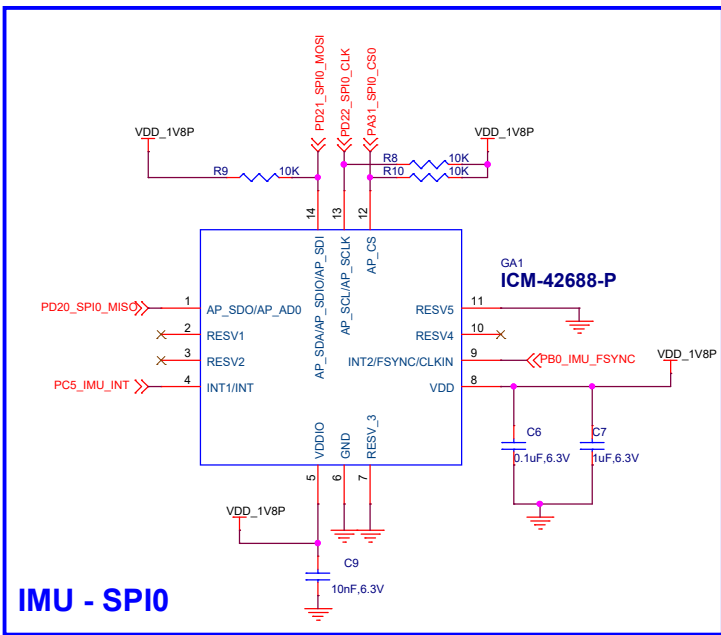 PD21_SPI0_MOSI
PD22_SPI0_CLK
PA31_SPI0_CS0
VDD_1V8P
VDD_1V8P
R9
10K
R8
10K
R10
10K
14
13
12
AP_SDA/AP_SDIO/AP_SDI
AP_SCL/AP_SCLK
AP_CS
GA1
ICM-42688-P
PD20_SPI0_MISO
1
AP_SDO/AP_AD0
RESV5
11
2
RESV1
RESV4
10
3
RESV2
INT2/FSYNC/CLKIN
9
PB0_IMU_FSYNC
VDD_1V8P
PC5_IMU_INT
4
INT1/INT
VDD
8
VDDIO
GND
RESV_3
5
6
7
C6
0.1uF,6.3V
C7
1uF,6.3V
VDD_1V8P
C9
10nF,6.3V
IMU - SPI0